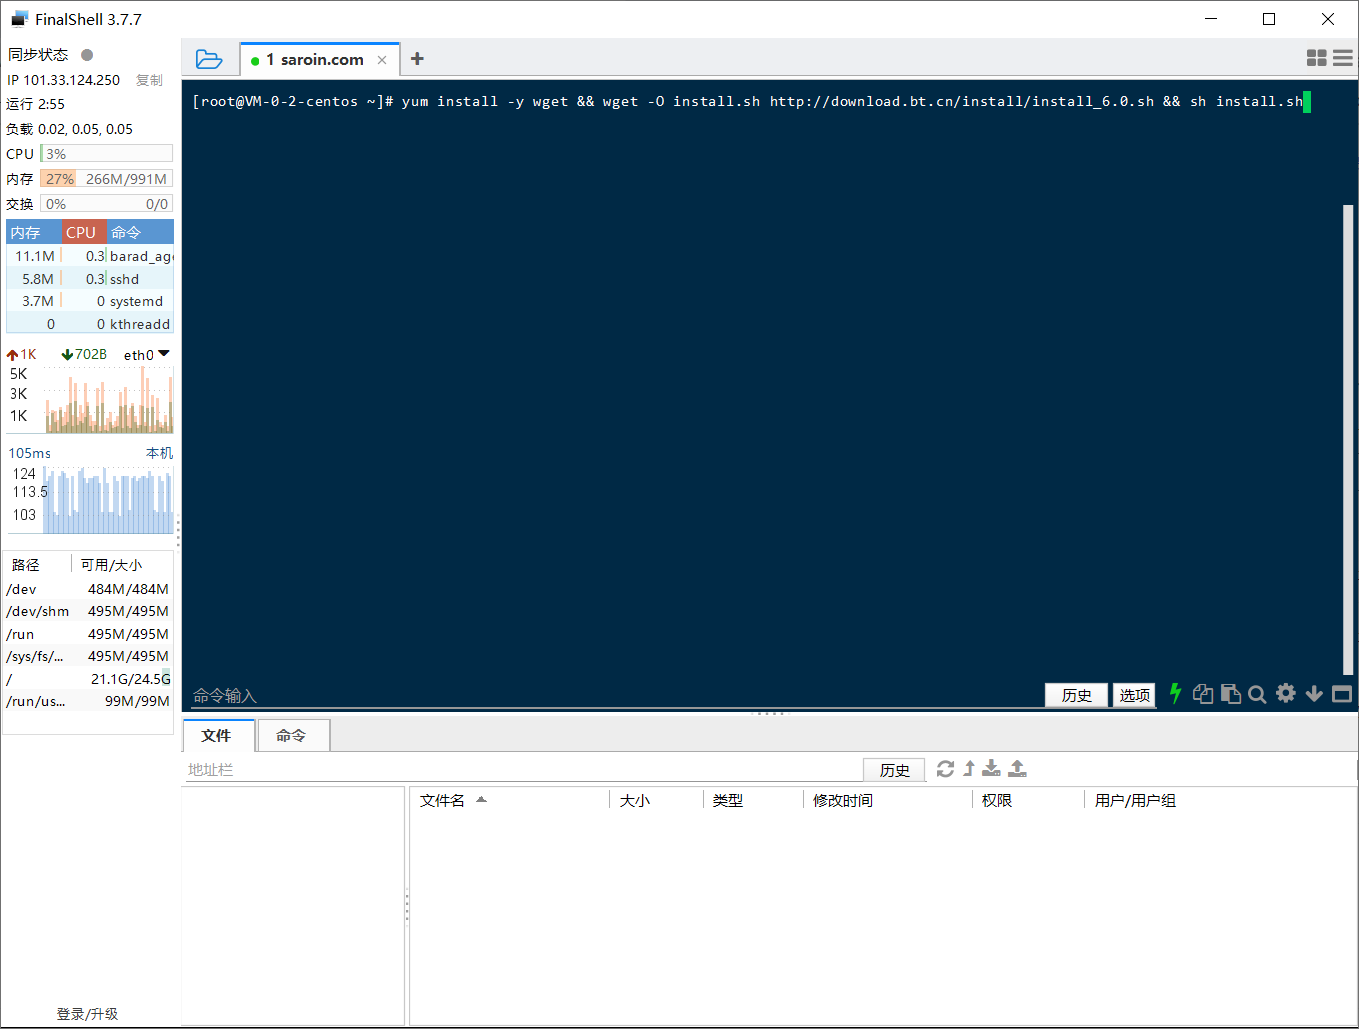 FinalShell 3.7.7
同步状态
IP 101.33.124.250 复制
运行 2:55
负载 0.02, 0.05, 0.05
CPU 3%
内存 27% 266M/991M
交换 0% 0/0
内存 CPU 命令
11.1M 0.3 barad_age
5.8M 0.3 sshd
3.7M 0 systemd
0 0 kthreadd
1K 702B eth0
5K
3K
1K
105ms 本机
124
113.5
103
路径 可用/大小
/dev 484M/484M
/dev/shm 495M/495M
/run 495M/495M
/sys/fs/... 495M/495M
/ 21.1G/24.5G
/run/us... 99M/99M
登录/升级
1 saroin.com
[root@VM-0-2-centos ~]# yum install -y wget && wget -O install.sh http://download.bt.cn/install/install_6.0.sh && sh install.sh
命令输入 历史 选项
文件 命令
地址栏 历史
文件名 大小 类型 修改时间 权限 用户/用户组